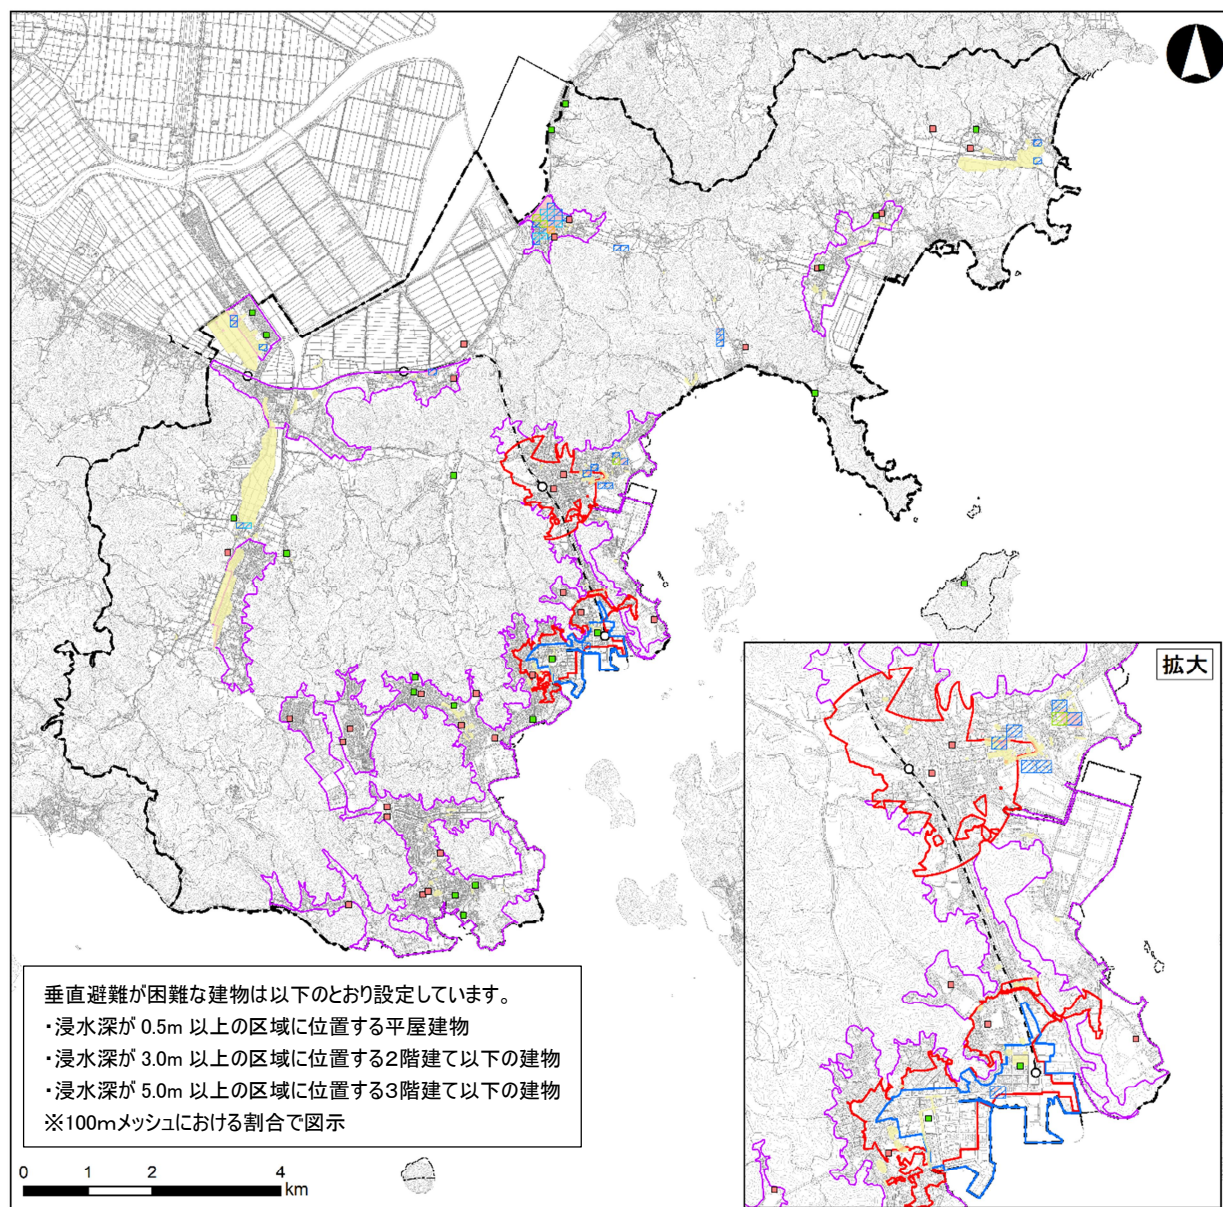 拡大
垂直避難が困難な建物は以下のとおり設定しています。
・浸水深が 0.5m 以上の区域に位置する平屋建物
・浸水深が 3.0m 以上の区域に位置する2階建て以下の建物
・浸水深が 5.0m 以上の区域に位置する3階建て以下の建物
※100mメッシュにおける割合で図示
0 1 2 4
km